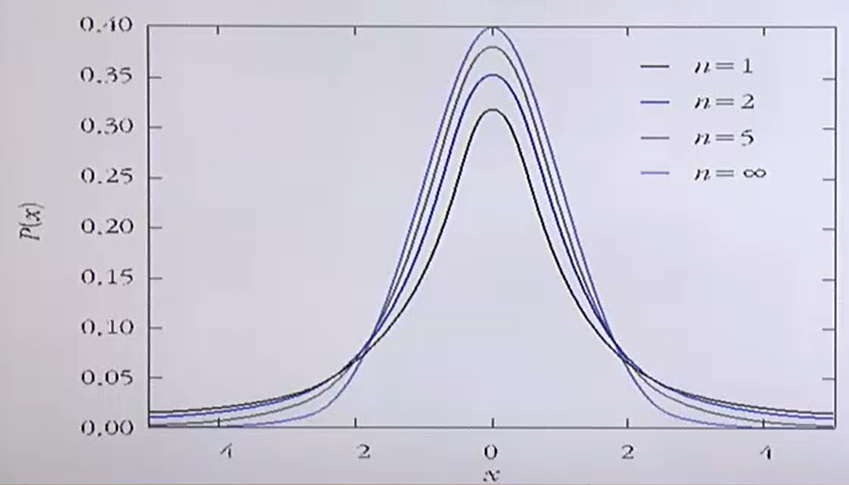 0.40
0.35
0.30
0.25
0.20
0.15
0.10
0.05
0.00
P(x)
n = 1
n = 2
n = 5
n = ∞
4 2 0 2 4
x